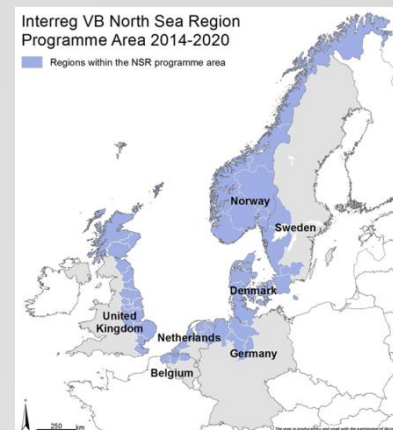 Interreg VB North Sea Region
Programme Area 2014-2020
Regions within the NSR programme area
Norway
Sweden
Denmark
United
Kingdom
Netherlands
Germany
Belgium
250 km